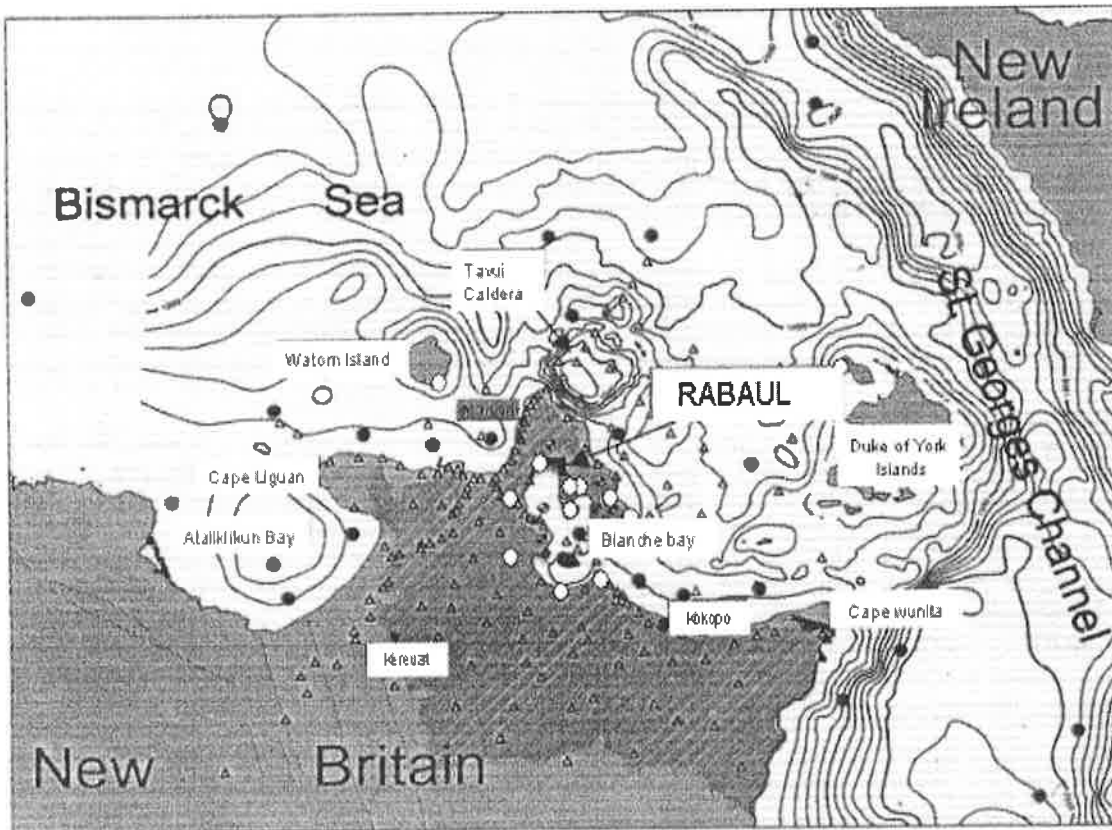 New
Ireland
Bismarck Sea
Tavui
Caldera
St. Georges Channel
Watom Island
RABAUL
Duke of York
Islands
Cape Liguan
Ataliklikun Bay
Blanche bay
Kokopo
Cape wunita
Kerevat
New Britain